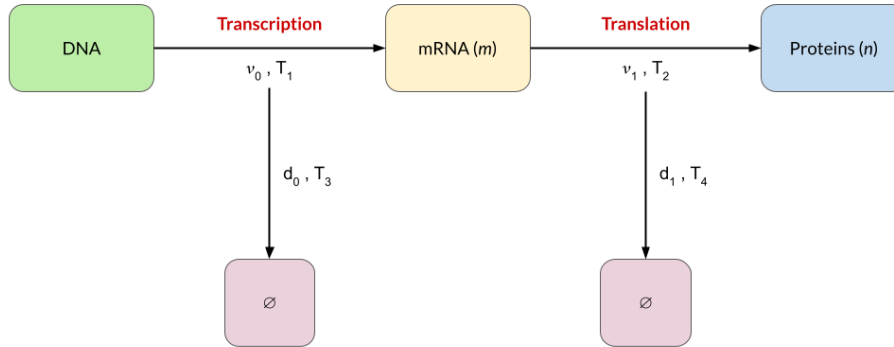 Transcription
Translation
DNA
mRNA (m)
Proteins (n)
ν₀ , T₁
ν₁ , T₂
d₀ , T₃
d₁ , T₄
∅
∅